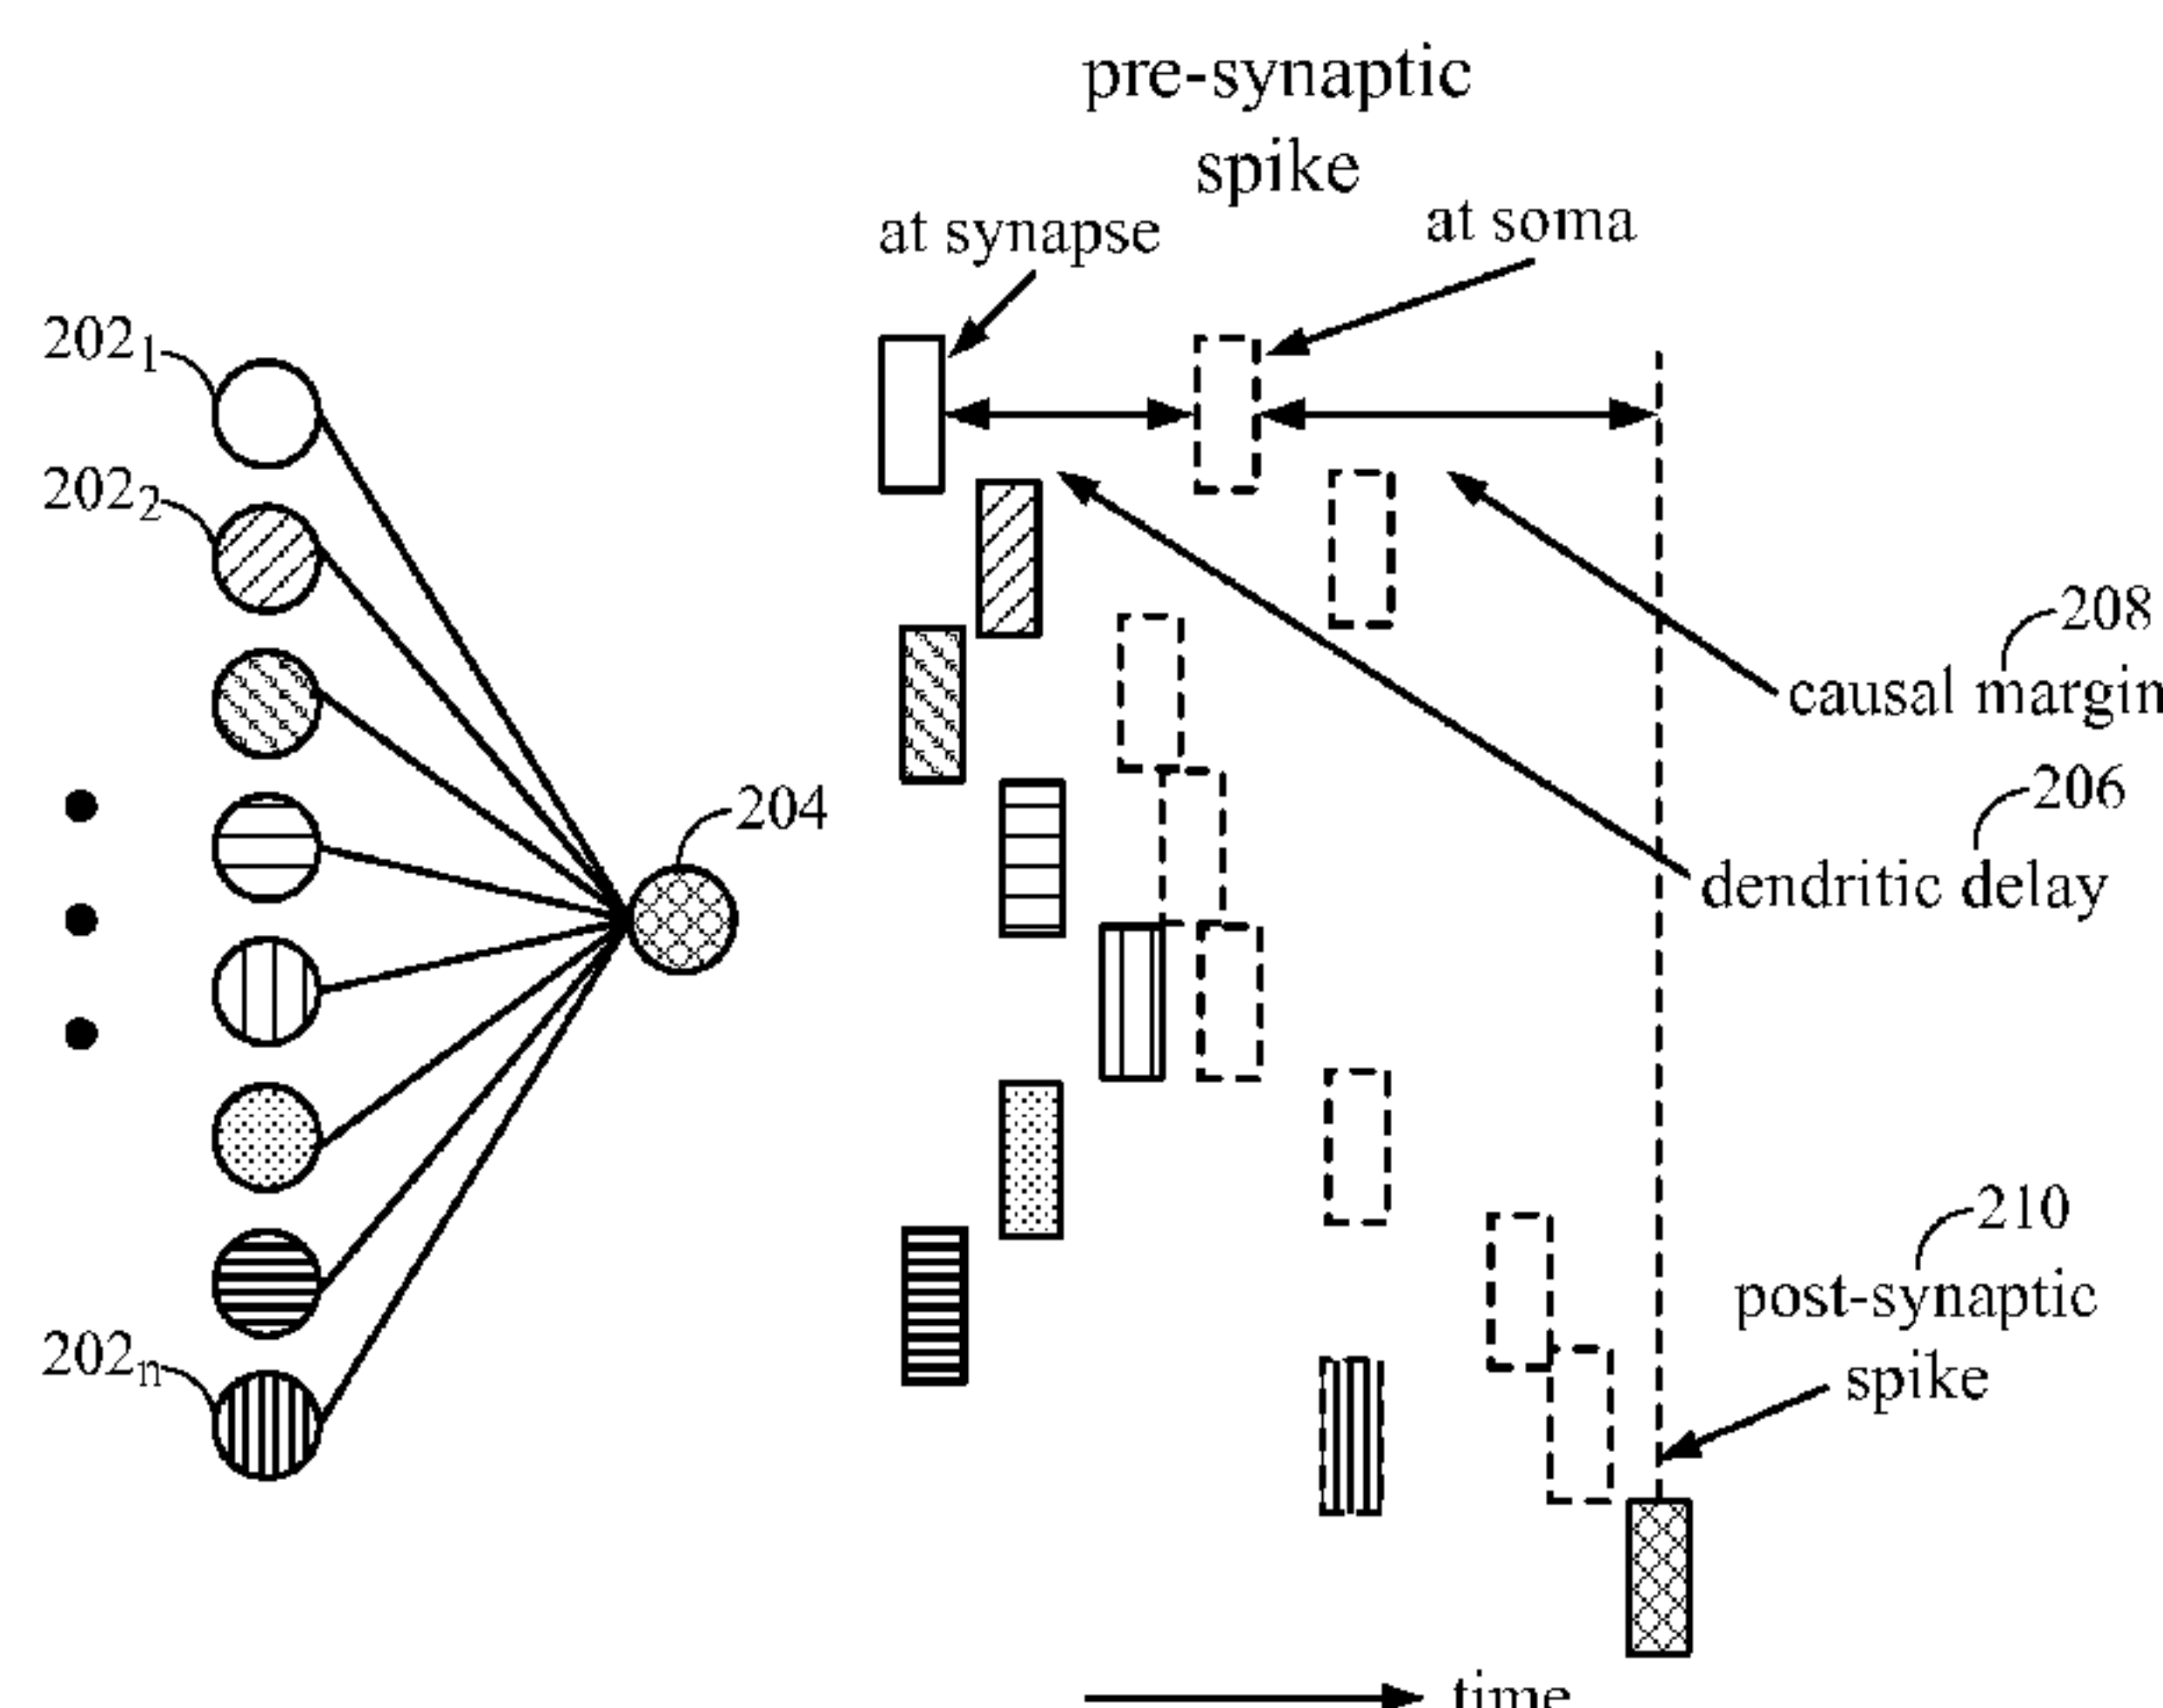 pre-synaptic
spike
at synapse
at soma
202₁
202₂
208
causal margin
206
204
dendritic delay
210
post-synaptic
spike
202ₙ
time